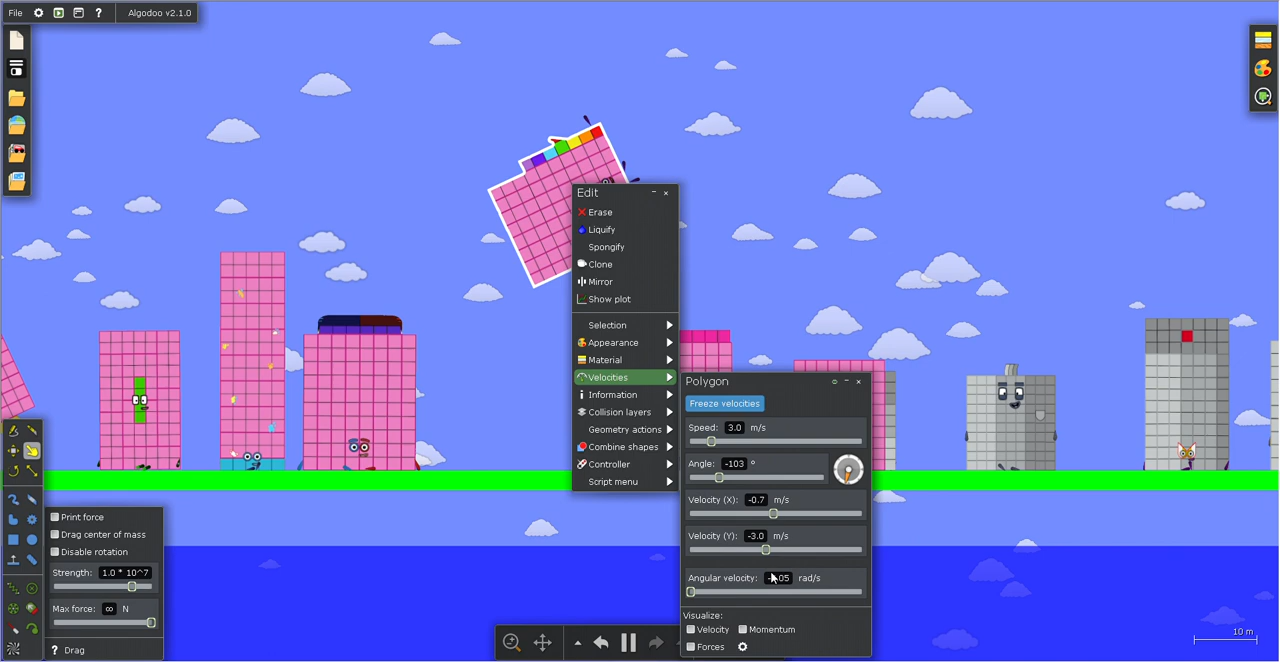 File
?
Algodoo v2.1.0
Edit
Erase
Liquify
Spongify
Clone
Mirror
Show plot
Selection
Appearance
Material
Velocities
Information
Collision layers
Geometry actions
Combine shapes
Controller
Script menu
Polygon
Freeze velocities
Speed: 3.0 m/s
Angle: -103 °
Velocity (X): -0.7 m/s
Velocity (Y): -3.0 m/s
Angular velocity: rad/s
Visualize:
Velocity Momentum
Forces
Print force
Drag center of mass
Disable rotation
Strength: 1.0 * 10^7
Max force: ∞ N
? Drag
10 m